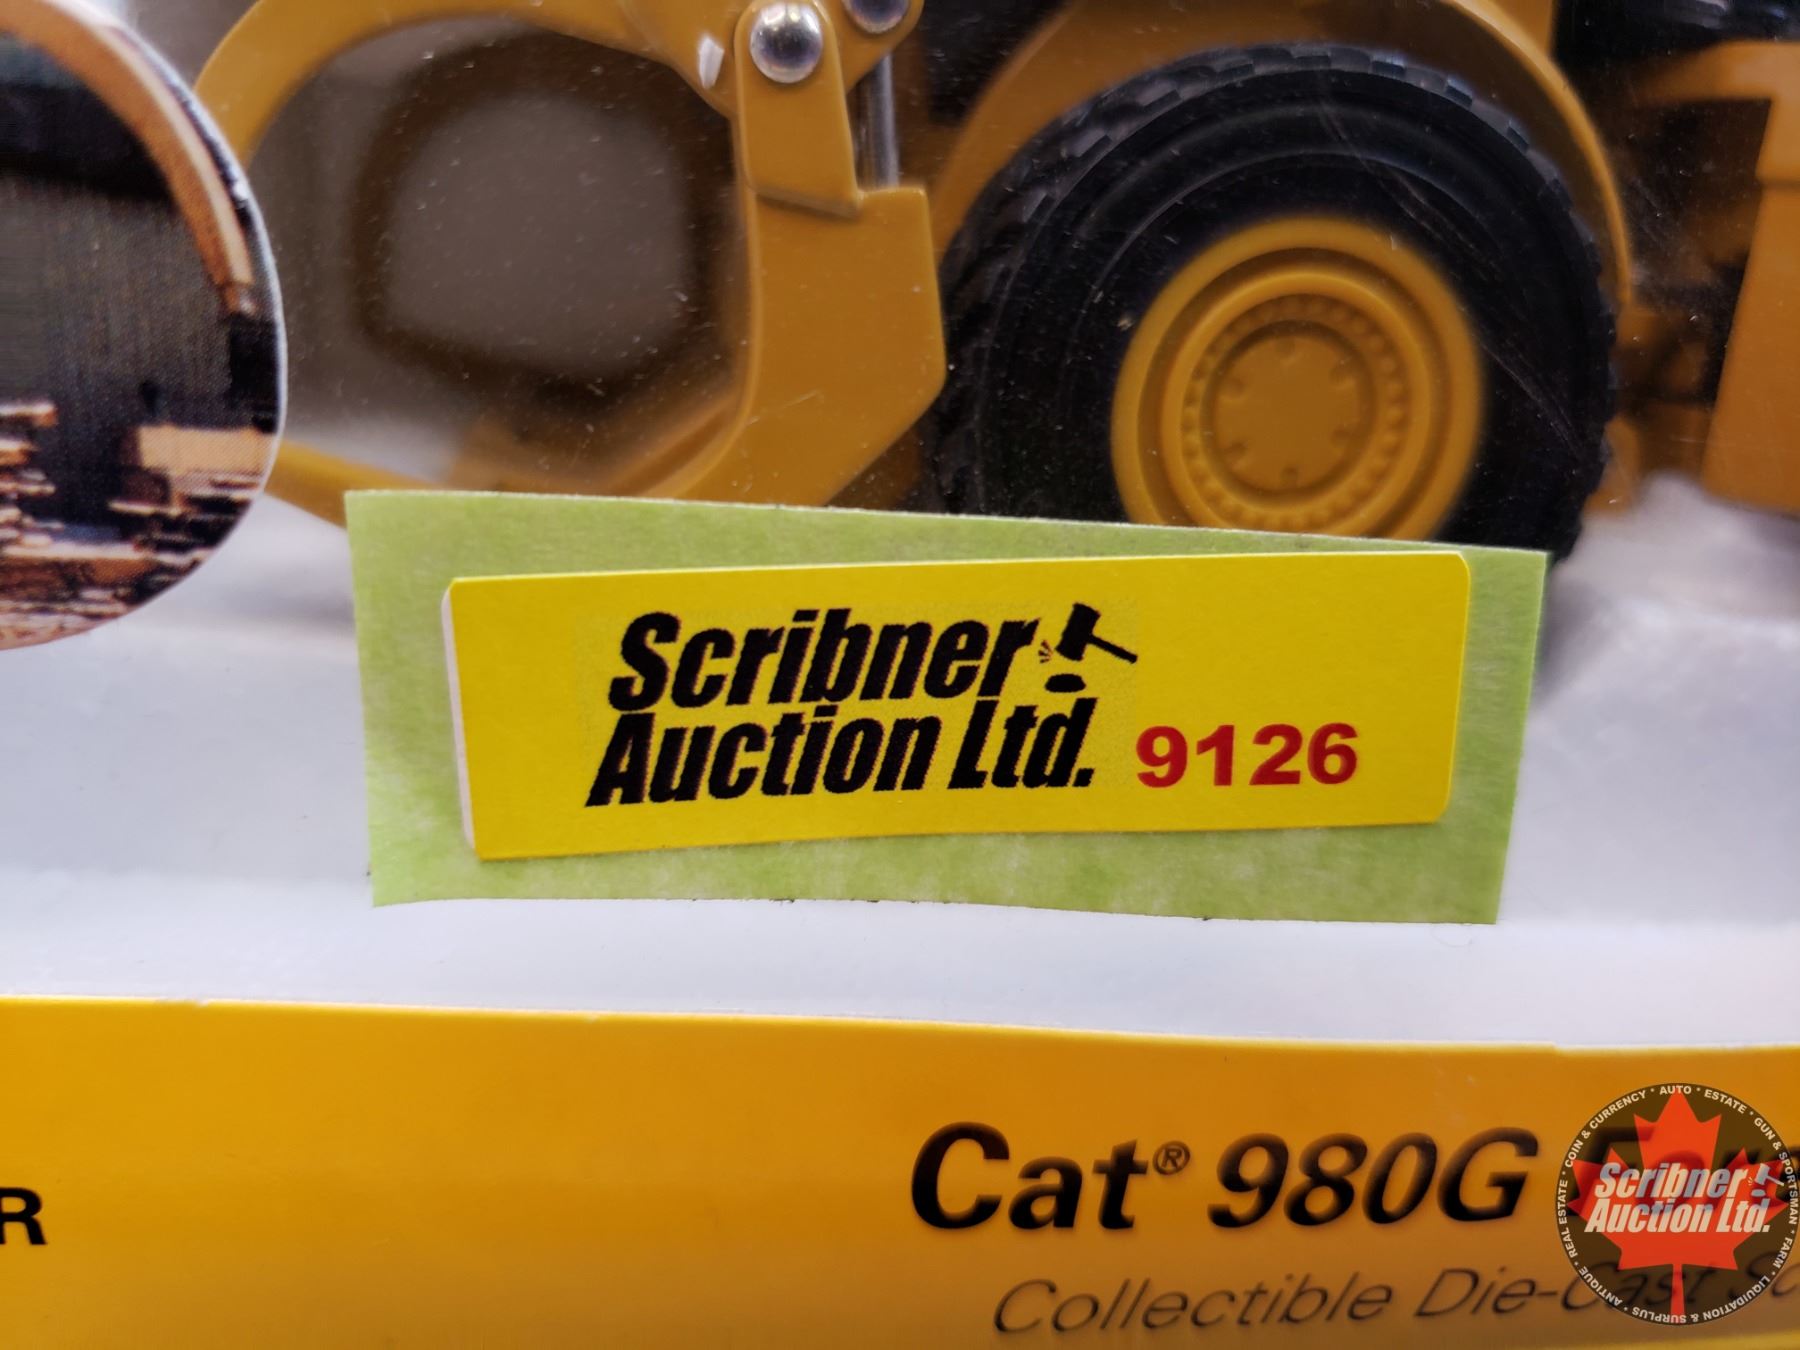 Scribner
Auction Ltd. 9126
R
Cat® 980G
Collectible Die-Cast
COIN & CURRENCY · AUTO · ESTATE · GUN & SPORTSMAN · FARM · LIQUIDATION & SURPLUS · ANTIQUE · REAL ESTATE ·
Scribner
Auction Ltd.